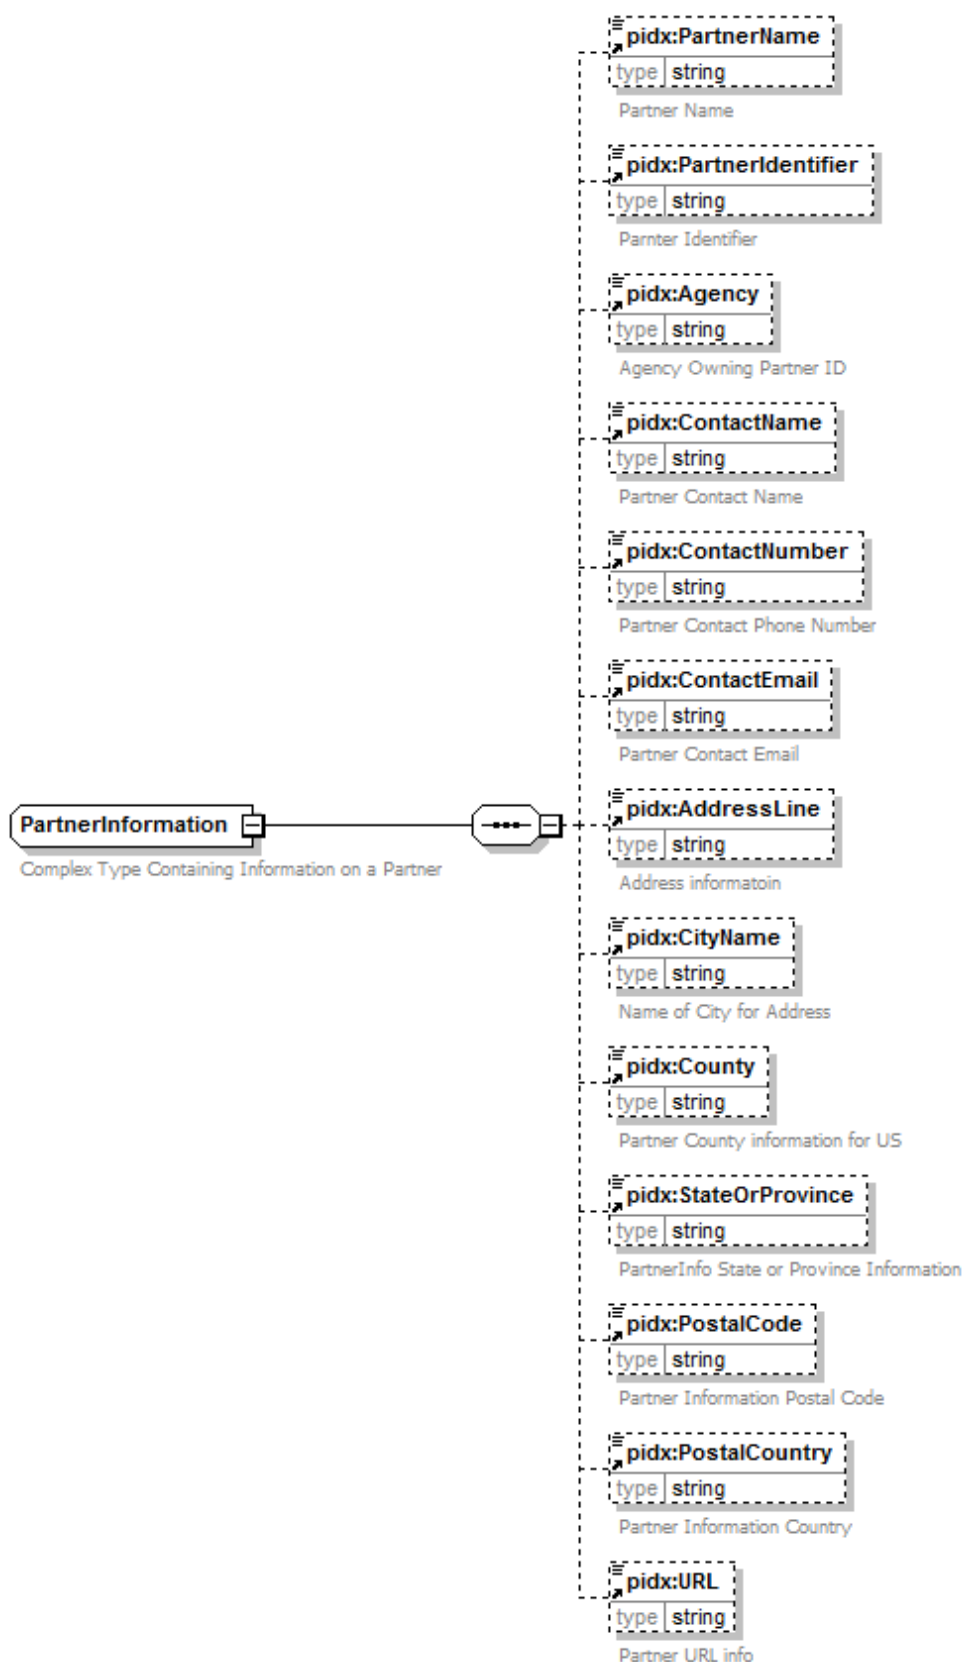 pidx:PartnerName
type string
Partner Name
pidx:PartnerIdentifier
type string
Parnter Identifier
pidx:Agency
type string
Agency Owning Partner ID
pidx:ContactName
type string
Partner Contact Name
pidx:ContactNumber
type string
Partner Contact Phone Number
pidx:ContactEmail
type string
Partner Contact Email
PartnerInformation
Complex Type Containing Information on a Partner
pidx:AddressLine
type string
Address informatoin
pidx:CityName
type string
Name of City for Address
pidx:County
type string
Partner County information for US
pidx:StateOrProvince
type string
PartnerInfo State or Province Information
pidx:PostalCode
type string
Partner Information Postal Code
pidx:PostalCountry
type string
Partner Information Country
pidx:URL
type string
Partner URL info